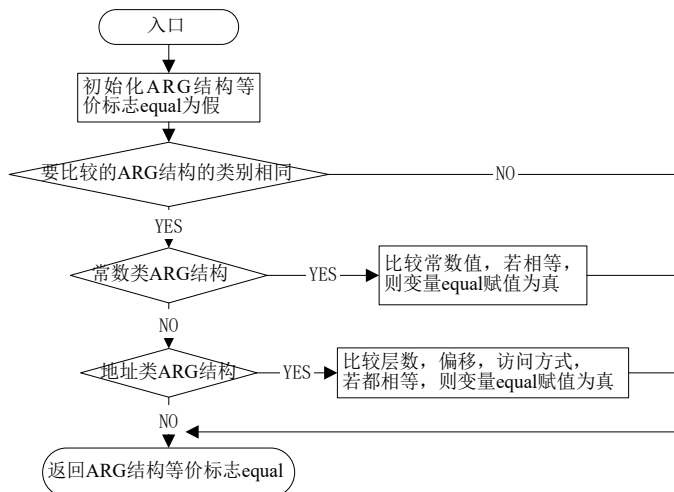 入口
初始化ARG结构等
价标志equal为假
要比较的ARG结构的类别相同
NO
YES
常数类ARG结构
YES
比较常数值，若相等，
则变量equal赋值为真
NO
地址类ARG结构
YES
比较层数，偏移，访问方式，
若都相等，则变量equal赋值为真
NO
返回ARG结构等价标志equal